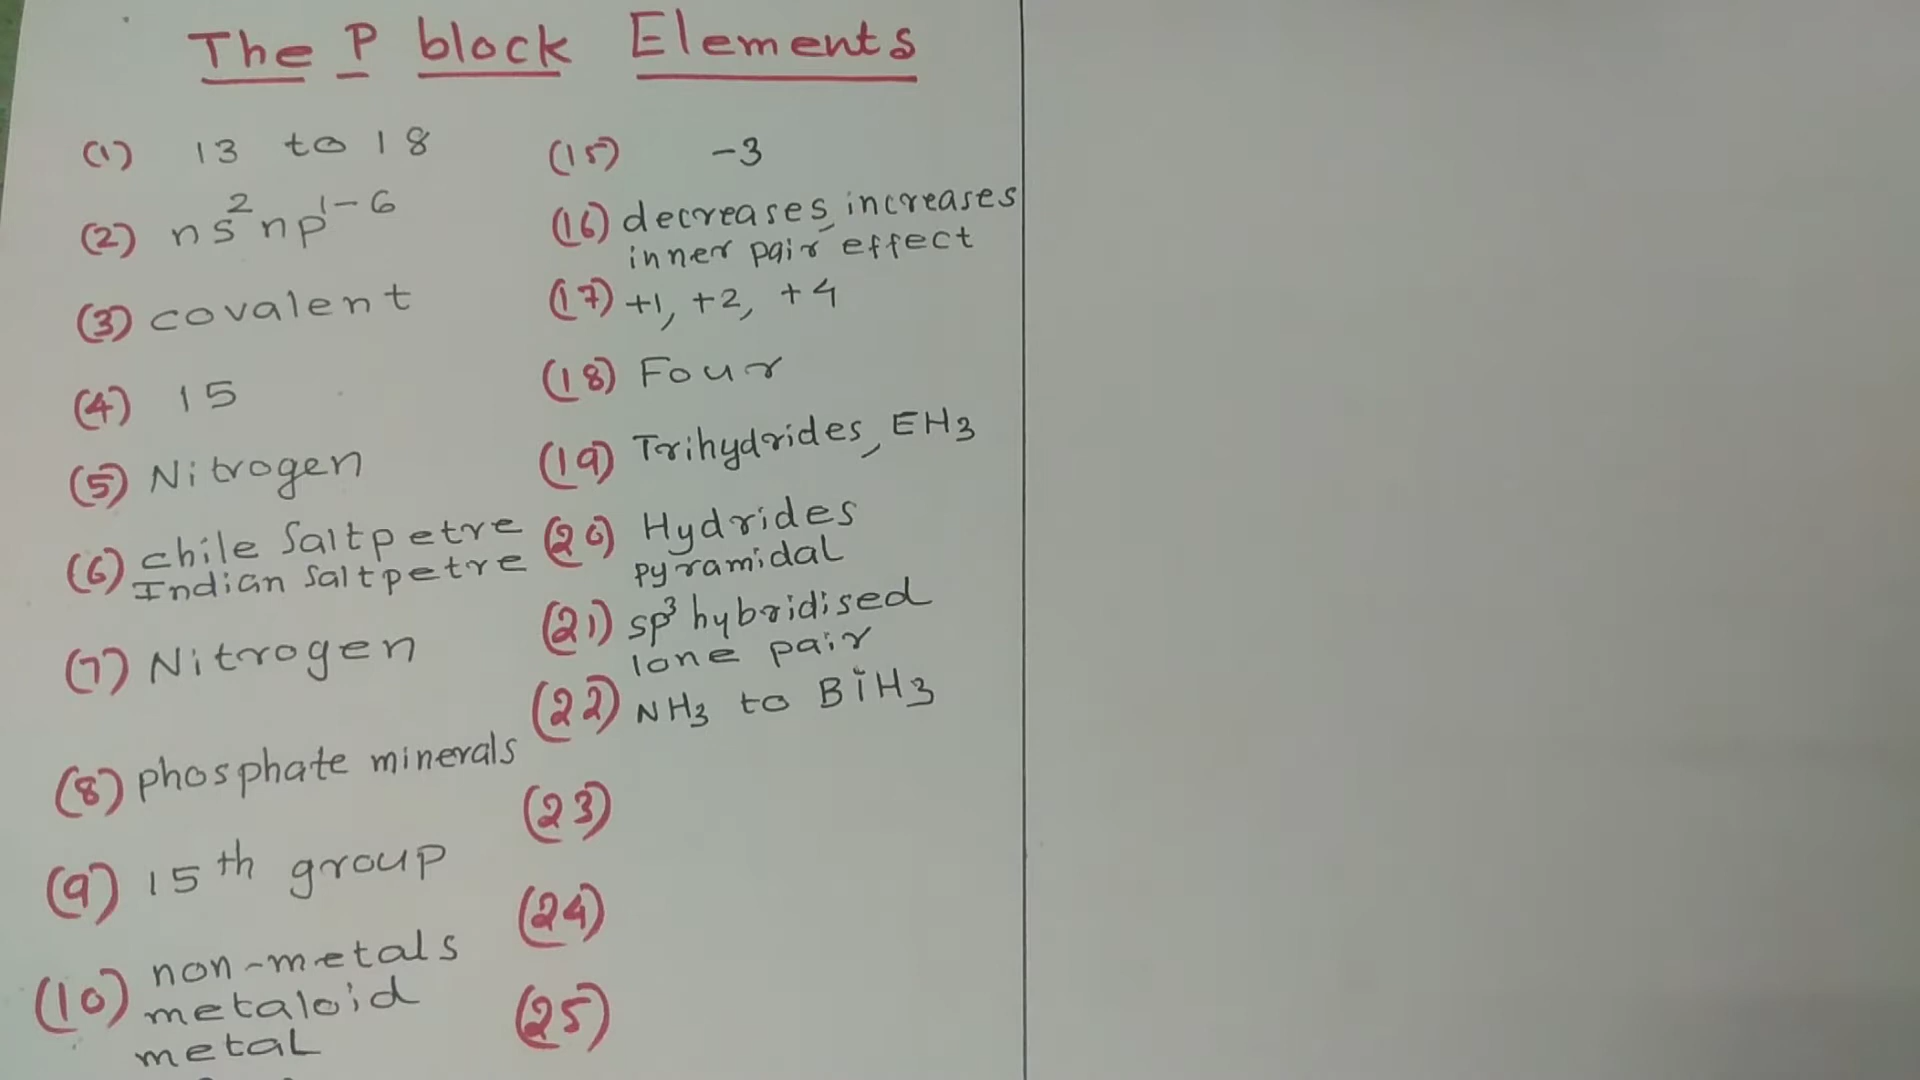 The P block Elements
(1) 13 to 18
(2) ns²np¹⁻⁶
(3) covalent
(4) 15
(5) Nitrogen
(6) chile Saltpetre
Indian Saltpetre
(7) Nitrogen
(8) phosphate minerals
(9) 15th group
(10) non-metals
metaloid
metal
(15) -3
(16) decreases, increases
inner pair effect
(17) +1, +2, +4
(18) Four
(19) Trihydrides, EH3
(20) Hydrides
pyramidal
(21) sp³ hybridised
lone pair
(22) NH3 to BiH3
(23)
(24)
(25)